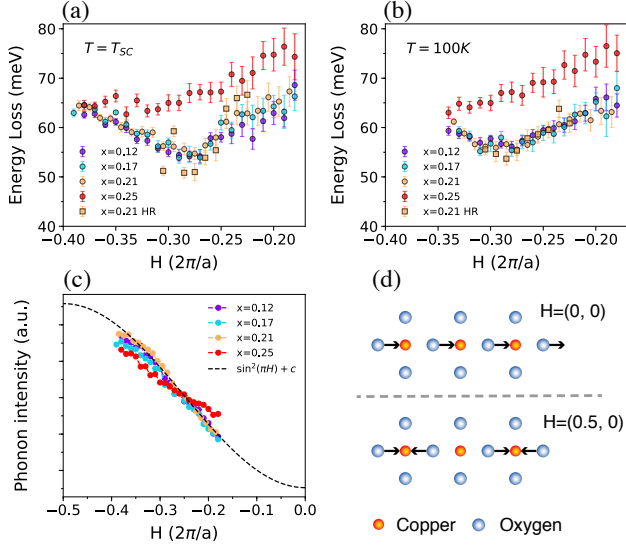 (a)
(b)
Energy Loss (meV)
80
70
60
50
40
T = T_SC
x=0.12
x=0.17
x=0.21
x=0.25
x=0.21 HR
−0.40 −0.35 −0.30 −0.25 −0.20
H (2π/a)
Energy Loss (meV)
80
70
60
50
40
T = 100K
x=0.12
x=0.17
x=0.21
x=0.25
x=0.21 HR
−0.40 −0.35 −0.30 −0.25 −0.20
H (2π/a)
(c)
Phonon intensity (a.u.)
x=0.12
x=0.17
x=0.21
x=0.25
sin²(πH) + c
−0.5 −0.4 −0.3 −0.2 −0.1 0.0
H (2π/a)
(d)
H=(0, 0)
H=(0.5, 0)
Copper Oxygen